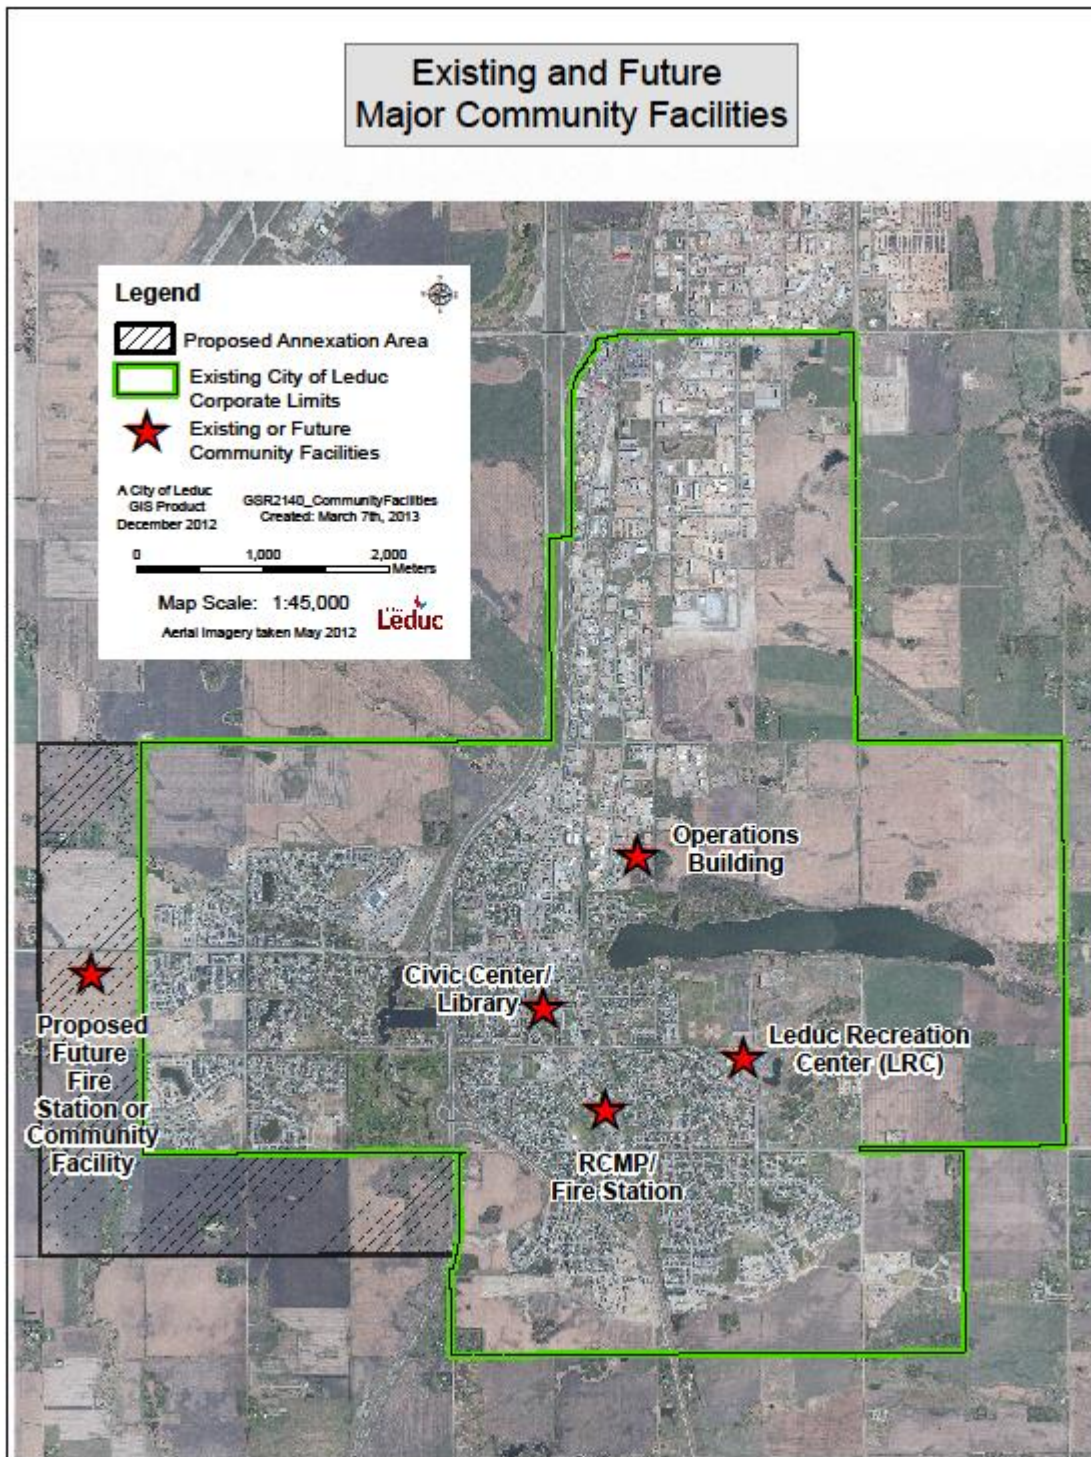 Existing and Future
Major Community Facilities
Legend
Proposed Annexation Area
Existing City of Leduc
Corporate Limits
Existing or Future
Community Facilities
A City of Leduc
GIS Product
December 2012
GSR2140_CommunityFacilities
Created: March 7th, 2013
0 1,000 2,000
Meters
Map Scale: 1:45,000
Aerial Imagery taken May 2012
Leduc
Operations
Building
Civic Center/
Library
Leduc Recreation
Center (LRC)
Proposed
Future
Fire
Station or
Community
Facility
RCMP/
Fire Station